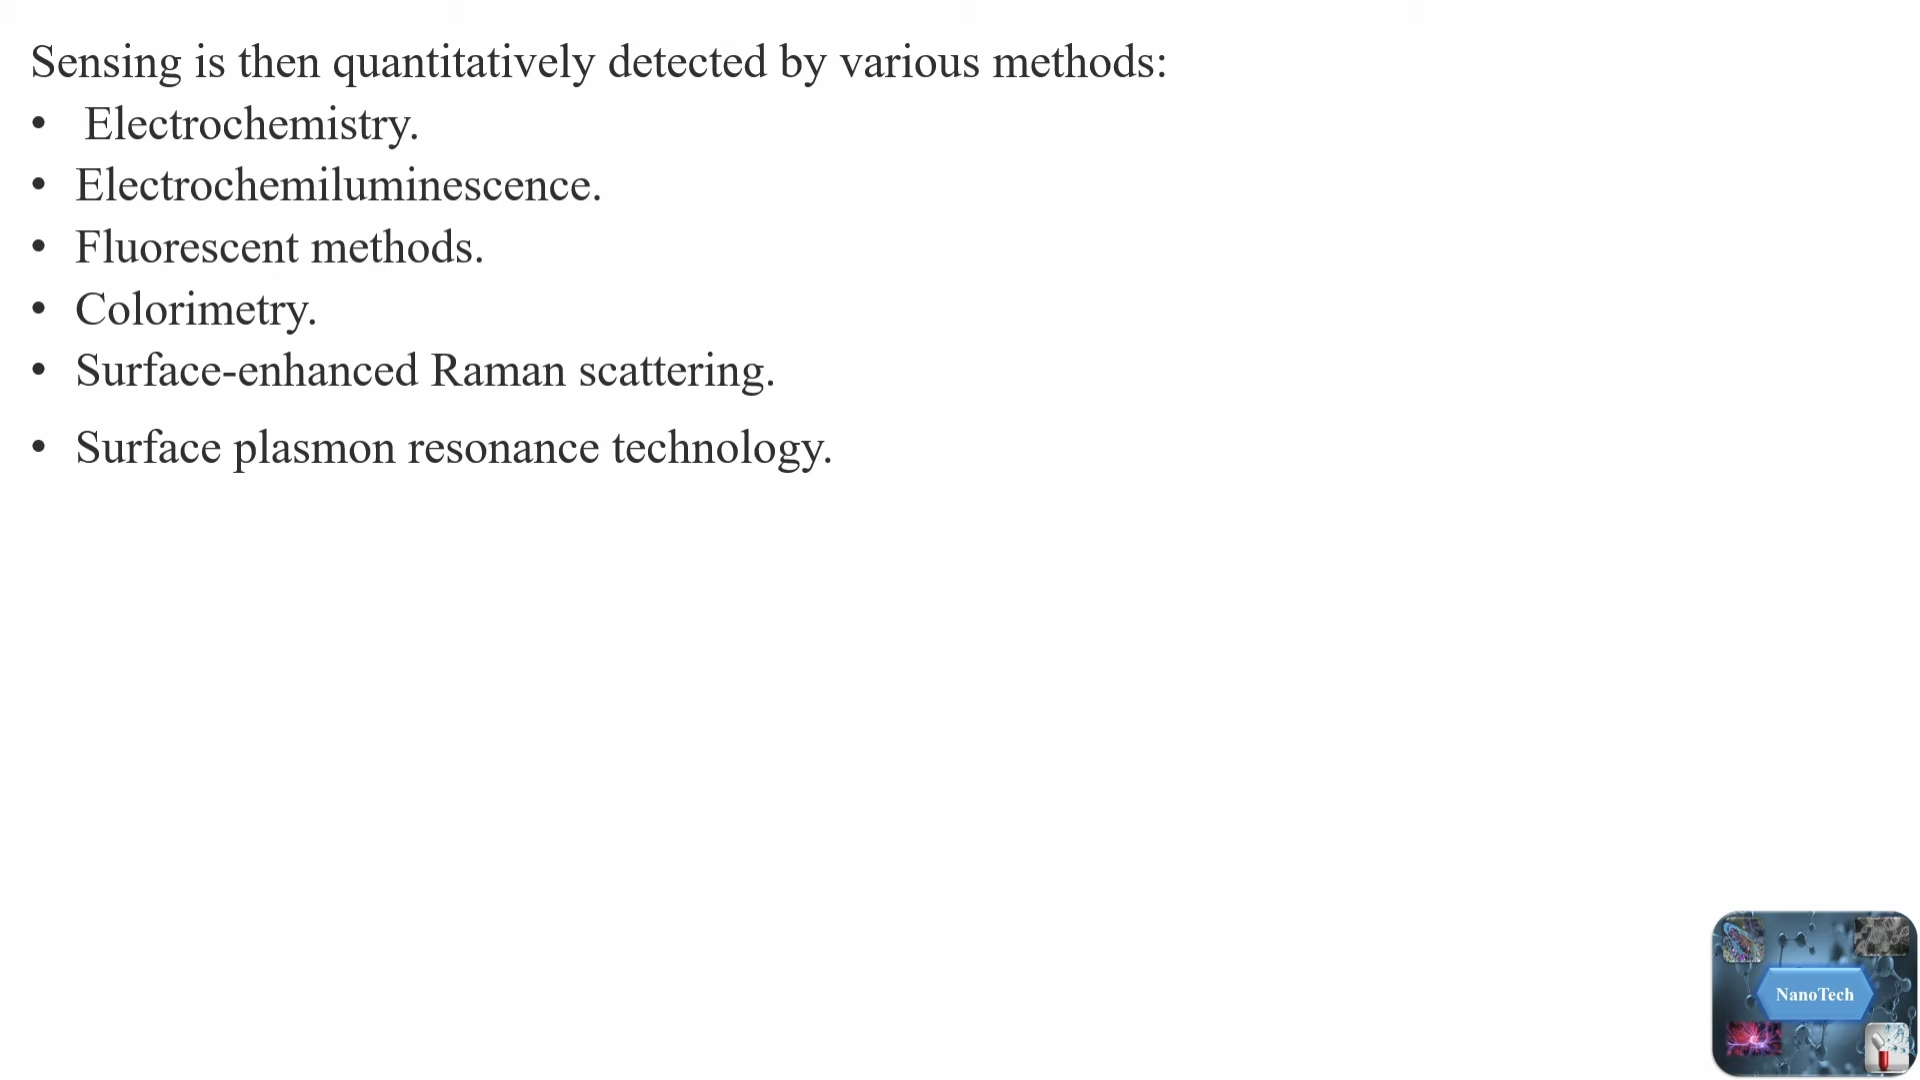 Sensing is then quantitatively detected by various methods:
• Electrochemistry.
• Electrochemiluminescence.
• Fluorescent methods.
• Colorimetry.
• Surface-enhanced Raman scattering.
• Surface plasmon resonance technology.
NanoTech